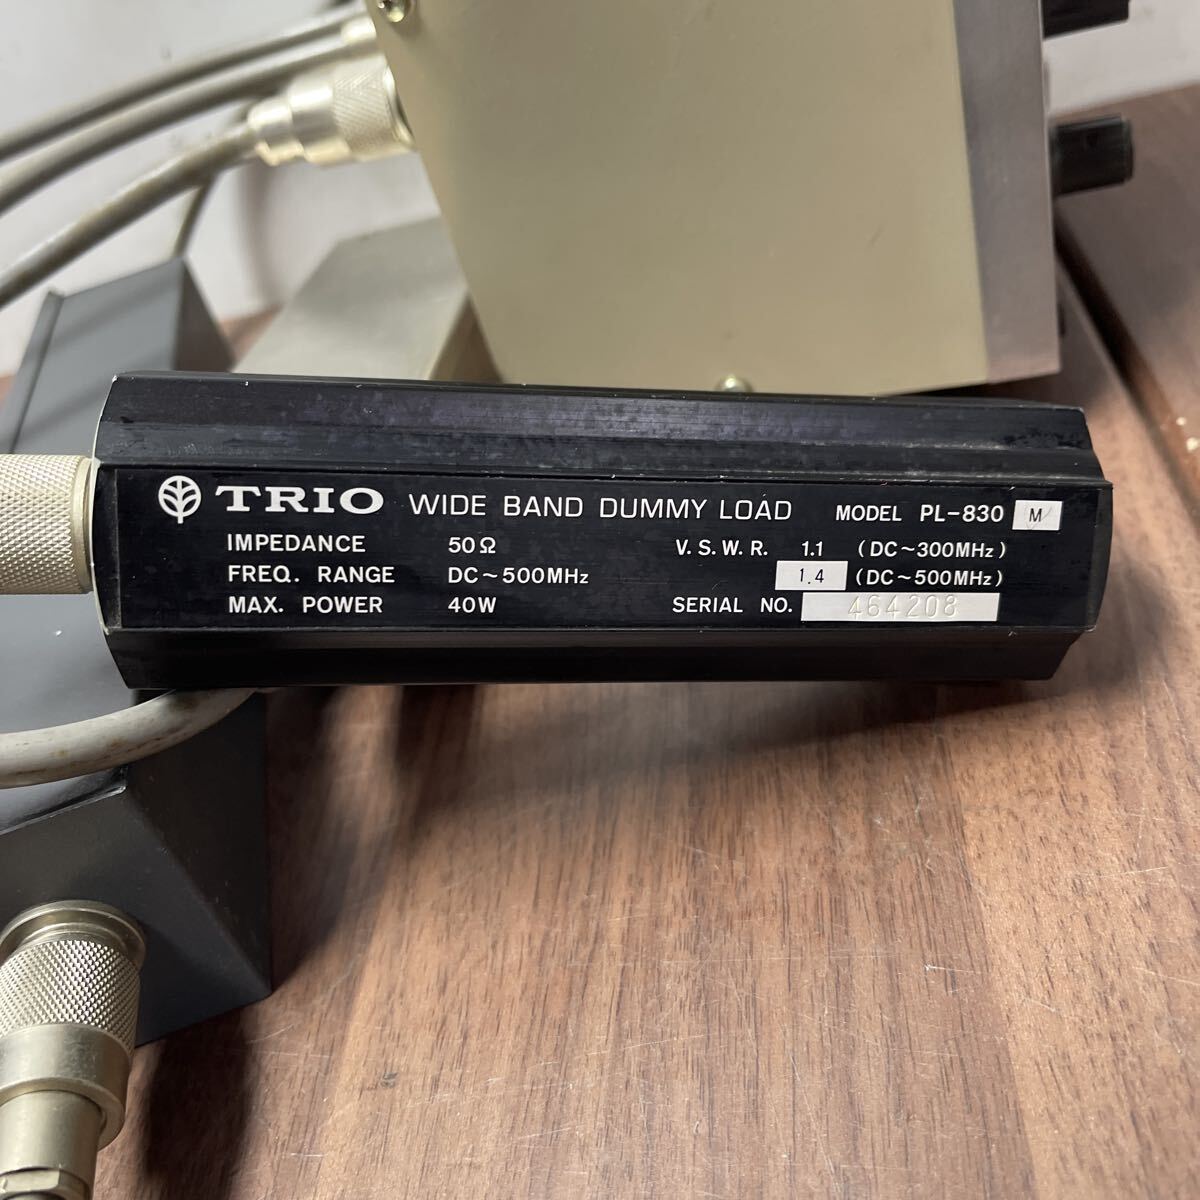 TRIO WIDE BAND DUMMY LOAD MODEL PL-830 M
IMPEDANCE 50Ω V.S.W.R. 1.1 (DC~300MHz)
FREQ. RANGE DC~500MHz 1.4 (DC~500MHz)
MAX. POWER 40W SERIAL NO. 464208